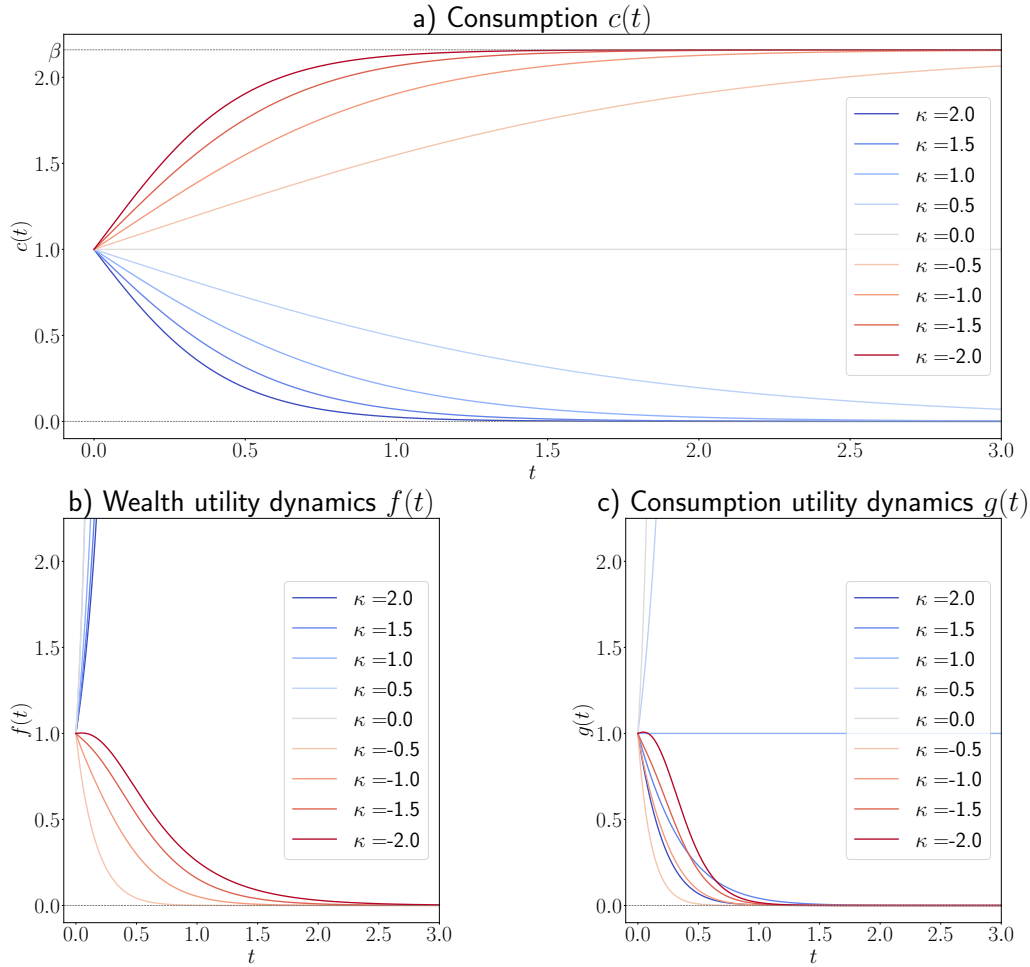 a) Consumption c(t)
β
2.0
1.5
1.0
0.5
0.0
c(t)
0.0 0.5 1.0 1.5 2.0 2.5 3.0
t
κ =2.0
κ =1.5
κ =1.0
κ =0.5
κ =0.0
κ =-0.5
κ =-1.0
κ =-1.5
κ =-2.0
b) Wealth utility dynamics f(t)
2.0
1.5
1.0
0.5
0.0
f(t)
0.0 0.5 1.0 1.5 2.0 2.5 3.0
t
κ =2.0
κ =1.5
κ =1.0
κ =0.5
κ =0.0
κ =-0.5
κ =-1.0
κ =-1.5
κ =-2.0
c) Consumption utility dynamics g(t)
2.0
1.5
1.0
0.5
0.0
g(t)
0.0 0.5 1.0 1.5 2.0 2.5 3.0
t
κ =2.0
κ =1.5
κ =1.0
κ =0.5
κ =0.0
κ =-0.5
κ =-1.0
κ =-1.5
κ =-2.0